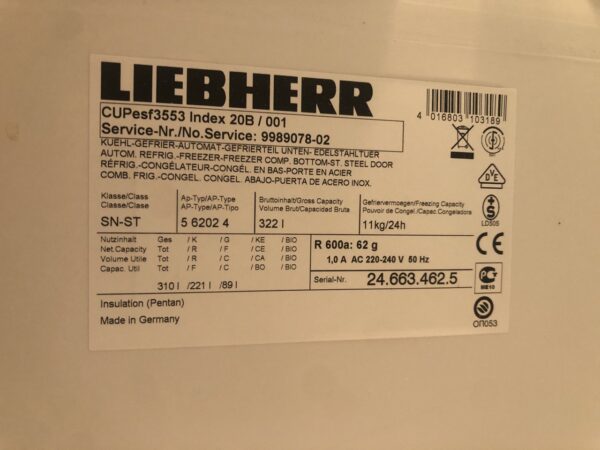 LIEBHERR
CUPesf3553 Index 20B / 001
Service-Nr./No.Service: 9989078-02
4 016803 103189
KUEHL-GEFRIER-AUTOMAT-GEFRIERTEIL UNTEN- EDELSTAHLTUER
AUTOM. REFRIG.-FREEZER-FREEZER COMP. BOTTOM-ST. STEEL DOOR
RÉFRIG.-CONGÉLATEUR-CONGÉL. EN BAS-PORTE EN ACIER
COMB. FRIG.-CONGEL. CONGEL. ABAJO-PUERTA DE ACERO INOX.
Klasse/Class
Classe/Clase
SN-ST
Ap-Typ/AP-Type
AP-Type/AP-Tipo
5 6202 4
Bruttoinhalt/Gross Capacity
Volume Brut/Capacidad Bruta
322 l
Gefriervermoegen/Freezing Capacity
Pouvoir de Congel./Capac.Congeladora
11kg/24h
Nutzinhalt Ges / K / G / KE / BIO
Net.Capacity Tot / R / F / CE / BIO
Volume Utile Tot / R / C / CA / BIO
Capac. Util Tot / F / C / BO / BIO
310 l /221 l /89 l
R 600a: 62 g
1,0 A AC 220-240 V 50 Hz
Serial-Nr. 24.663.462.5
Insulation (Pentan)
Made in Germany
DVE
S
LO305
CE
ME10
ОП053